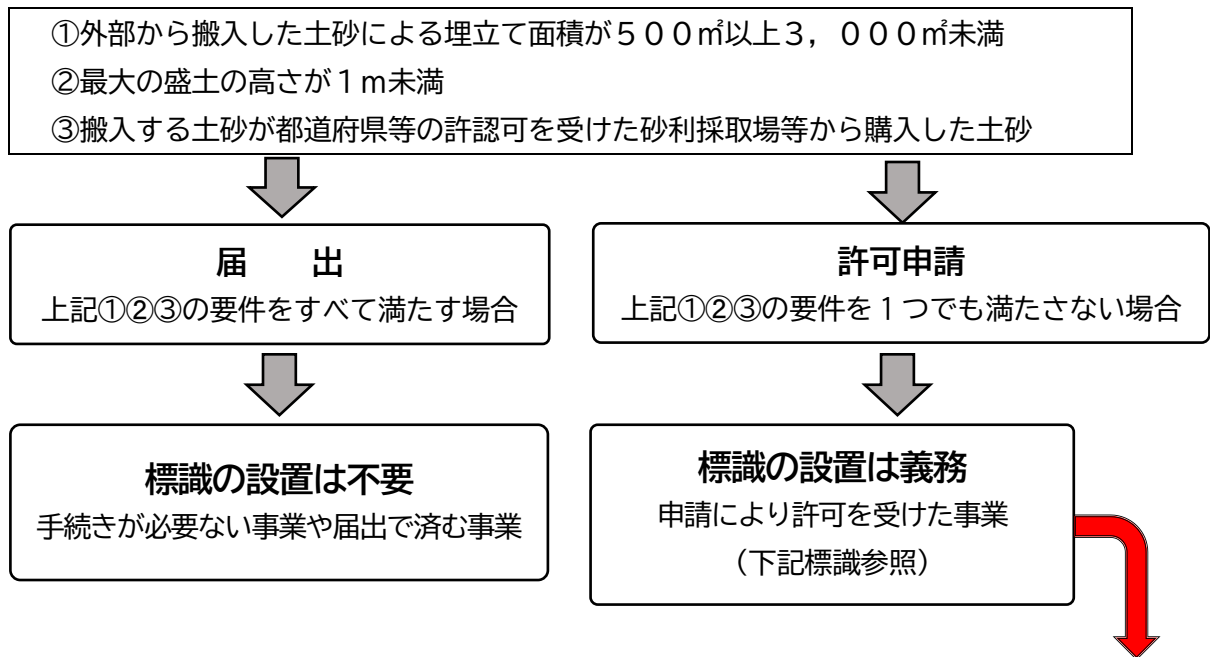 ①外部から搬入した土砂による埋立て面積が５００㎡以上３，０００㎡未満
②最大の盛土の高さが１ｍ未満
③搬入する土砂が都道府県等の許認可を受けた砂利採取場等から購入した土砂
届　　出
上記①②③の要件をすべて満たす場合
許可申請
上記①②③の要件を１つでも満たさない場合
標識の設置は不要
手続きが必要ない事業や届出で済む事業
標識の設置は義務
申請により許可を受けた事業
（下記標識参照）